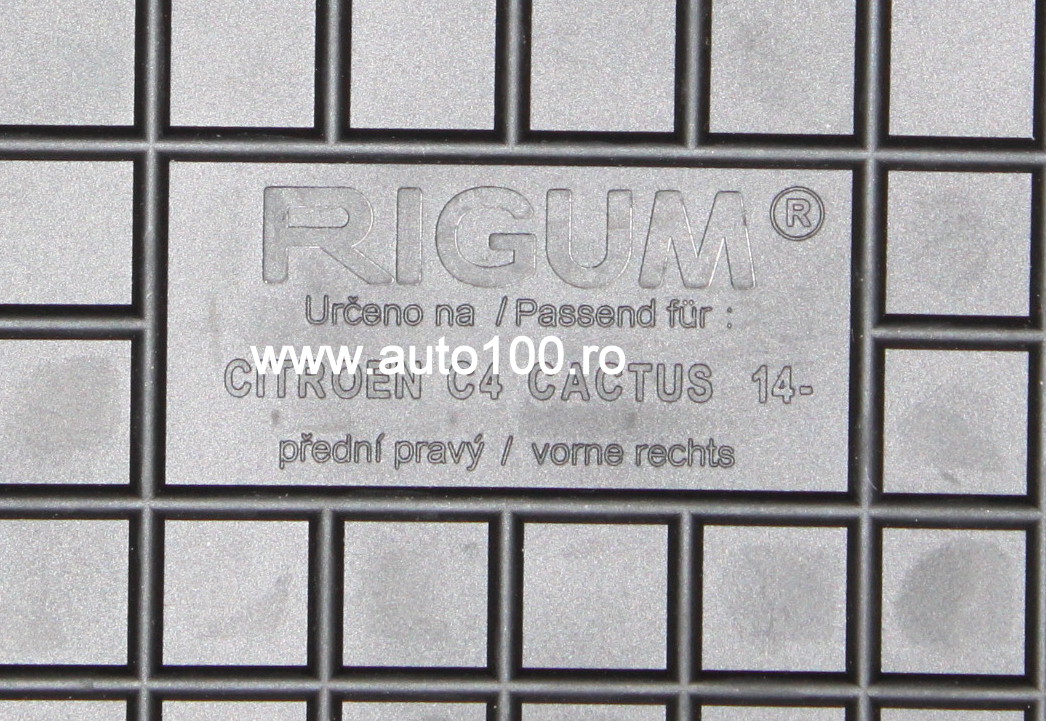 RIGUM®
Určeno na / Passend für :
www.auto100.ro
CITROEN C4 CACTUS 14-
přední pravý / vorne rechts